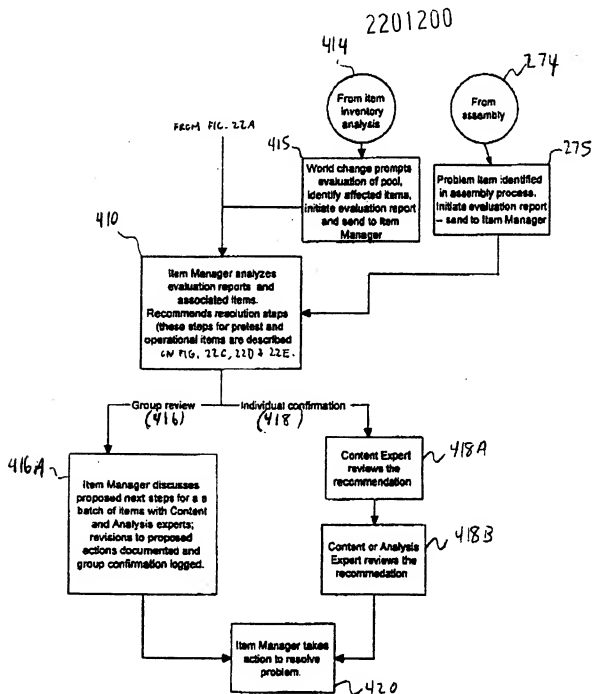 2201200
414
274
From item
inventory
analysis
From
assembly
FROM FIG. 22A
415
275
World change prompts
evaluation of pool,
identify affected items,
initiate evaluation report
and send to Item
Manager
Problem item identified
in assembly process.
Initiate evaluation report
– send to Item Manager
410
Item Manager analyzes
evaluation reports and
associated items.
Recommends resolution steps
(these steps for pretest and
operational items are described
ON FIG. 22C, 22D & 22E.
Group review
(416)
Individual confirmation
(418)
416A
Item Manager discusses
proposed next steps for a a
batch of items with Content
and Analysis experts;
revisions to proposed
actions documented and
group confirmation logged.
Content Expert
reviews the
recommendation
418A
Content or Analysis
Expert reviews the
recommedation
418B
Item Manager takes
action to resolve
problem.
420